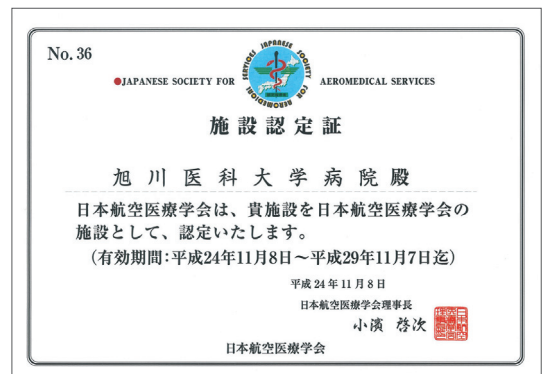 No. 36
JAPANESE SOCIETY FOR AEROMEDICAL SERVICES
JAPANESE SOCIETY FOR AEROMEDICAL SERVICES
施設認定証
旭川医科大学病院殿
日本航空医療学会は、貴施設を日本航空医療学会の
施設として、認定いたします。
(有効期間:平成24年11月8日~平成29年11月7日迄)
平成24年11月8日
日本航空医療学会理事長
小濱 啓次
日本航空医療学会